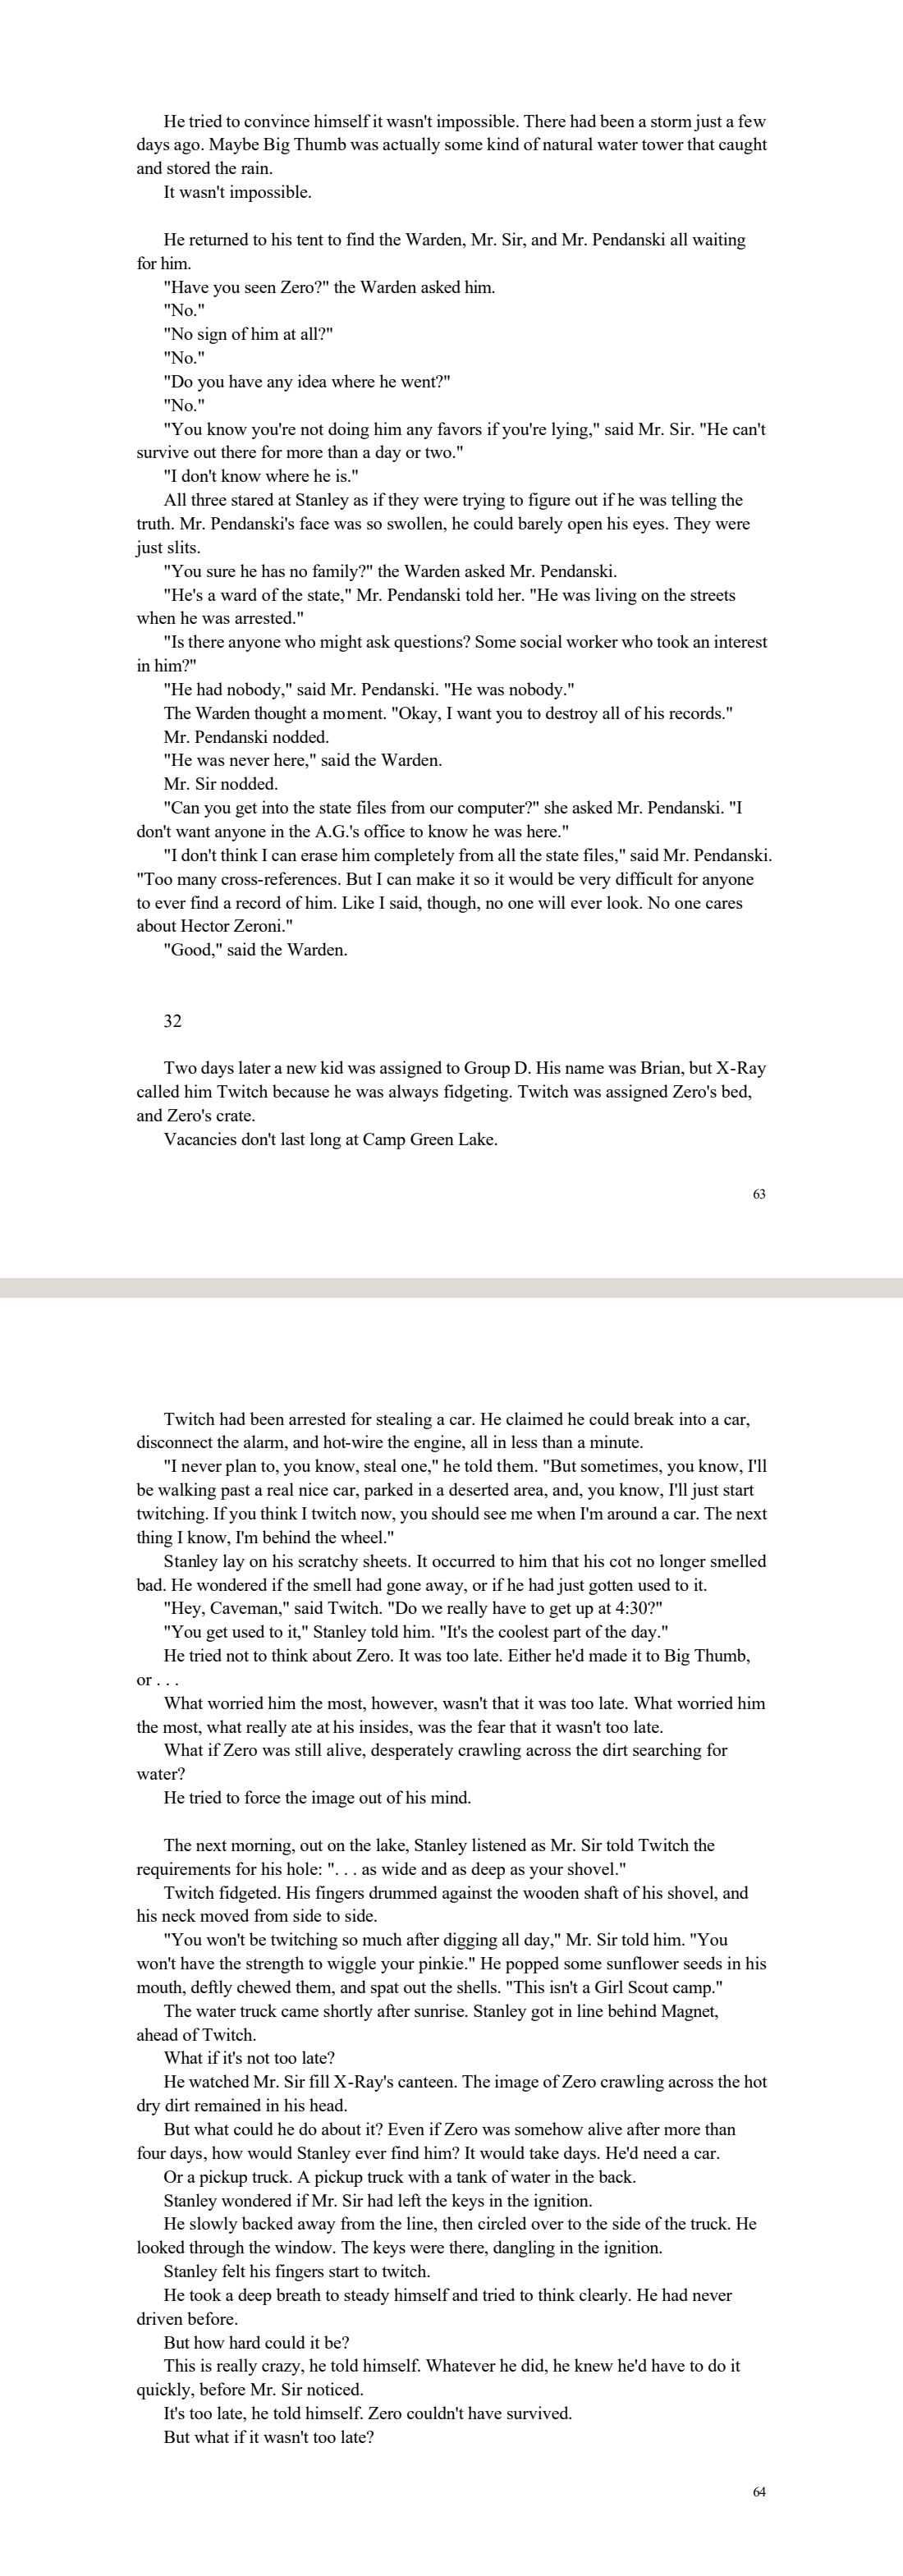 He tried to convince himself it wasn't impossible. There had been a storm just a few
days ago. Maybe Big Thumb was actually some kind of natural water tower that caught
and stored the rain.
It wasn't impossible.
He returned to his tent to find the Warden, Mr. Sir, and Mr. Pendanski all waiting
for him.
"Have you seen Zero?" the Warden asked him.
"No."
"No sign of him at all?"
"No."
"Do you have any idea where he went?"
"No."
"You know you're not doing him any favors if you're lying," said Mr. Sir. "He can't
survive out there for more than a day or two."
"I don't know where he is."
All three stared at Stanley as if they were trying to figure out if he was telling the
truth. Mr. Pendanski's face was so swollen, he could barely open his eyes. They were
just slits.
"You sure he has no family?" the Warden asked Mr. Pendanski.
"He's a ward of the state," Mr. Pendanski told her. "He was living on the streets
when he was arrested."
"Is there anyone who might ask questions? Some social worker who took an interest
in him?"
"He had nobody," said Mr. Pendanski. "He was nobody."
The Warden thought a moment. "Okay, I want you to destroy all of his records."
Mr. Pendanski nodded.
"He was never here," said the Warden.
Mr. Sir nodded.
"Can you get into the state files from our computer?" she asked Mr. Pendanski. "I
don't want anyone in the A.G.'s office to know he was here."
"I don't think I can erase him completely from all the state files," said Mr. Pendanski.
"Too many cross-references. But I can make it so it would be very difficult for anyone
to ever find a record of him. Like I said, though, no one will ever look. No one cares
about Hector Zeroni."
"Good," said the Warden.
32
Two days later a new kid was assigned to Group D. His name was Brian, but X-Ray
called him Twitch because he was always fidgeting. Twitch was assigned Zero's bed,
and Zero's crate.
Vacancies don't last long at Camp Green Lake.
63
Twitch had been arrested for stealing a car. He claimed he could break into a car,
disconnect the alarm, and hot-wire the engine, all in less than a minute.
"I never plan to, you know, steal one," he told them. "But sometimes, you know, I'll
be walking past a real nice car, parked in a deserted area, and, you know, I'll just start
twitching. If you think I twitch now, you should see me when I'm around a car. The next
thing I know, I'm behind the wheel."
Stanley lay on his scratchy sheets. It occurred to him that his cot no longer smelled
bad. He wondered if the smell had gone away, or if he had just gotten used to it.
"Hey, Caveman," said Twitch. "Do we really have to get up at 4:30?"
"You get used to it," Stanley told him. "It's the coolest part of the day."
He tried not to think about Zero. It was too late. Either he'd made it to Big Thumb,
or . . .
What worried him the most, however, wasn't that it was too late. What worried him
the most, what really ate at his insides, was the fear that it wasn't too late.
What if Zero was still alive, desperately crawling across the dirt searching for
water?
He tried to force the image out of his mind.
The next morning, out on the lake, Stanley listened as Mr. Sir told Twitch the
requirements for his hole: ". . . as wide and as deep as your shovel."
Twitch fidgeted. His fingers drummed against the wooden shaft of his shovel, and
his neck moved from side to side.
"You won't be twitching so much after digging all day," Mr. Sir told him. "You
won't have the strength to wiggle your pinkie." He popped some sunflower seeds in his
mouth, deftly chewed them, and spat out the shells. "This isn't a Girl Scout camp."
The water truck came shortly after sunrise. Stanley got in line behind Magnet,
ahead of Twitch.
What if it's not too late?
He watched Mr. Sir fill X-Ray's canteen. The image of Zero crawling across the hot
dry dirt remained in his head.
But what could he do about it? Even if Zero was somehow alive after more than
four days, how would Stanley ever find him? It would take days. He'd need a car.
Or a pickup truck. A pickup truck with a tank of water in the back.
Stanley wondered if Mr. Sir had left the keys in the ignition.
He slowly backed away from the line, then circled over to the side of the truck. He
looked through the window. The keys were there, dangling in the ignition.
Stanley felt his fingers start to twitch.
He took a deep breath to steady himself and tried to think clearly. He had never
driven before.
But how hard could it be?
This is really crazy, he told himself. Whatever he did, he knew he'd have to do it
quickly, before Mr. Sir noticed.
It's too late, he told himself. Zero couldn't have survived.
But what if it wasn't too late?
64